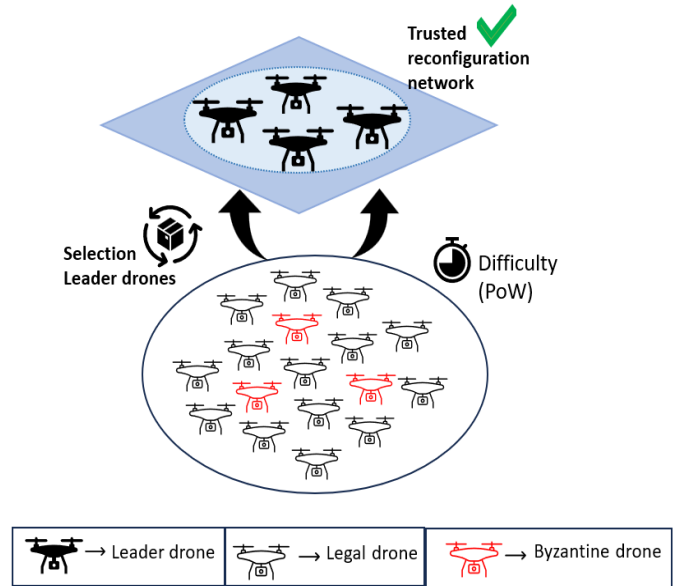 Trusted
reconfiguration
network
Selection
Leader drones
Difficulty
(PoW)
→ Leader drone
→ Legal drone
→ Byzantine drone